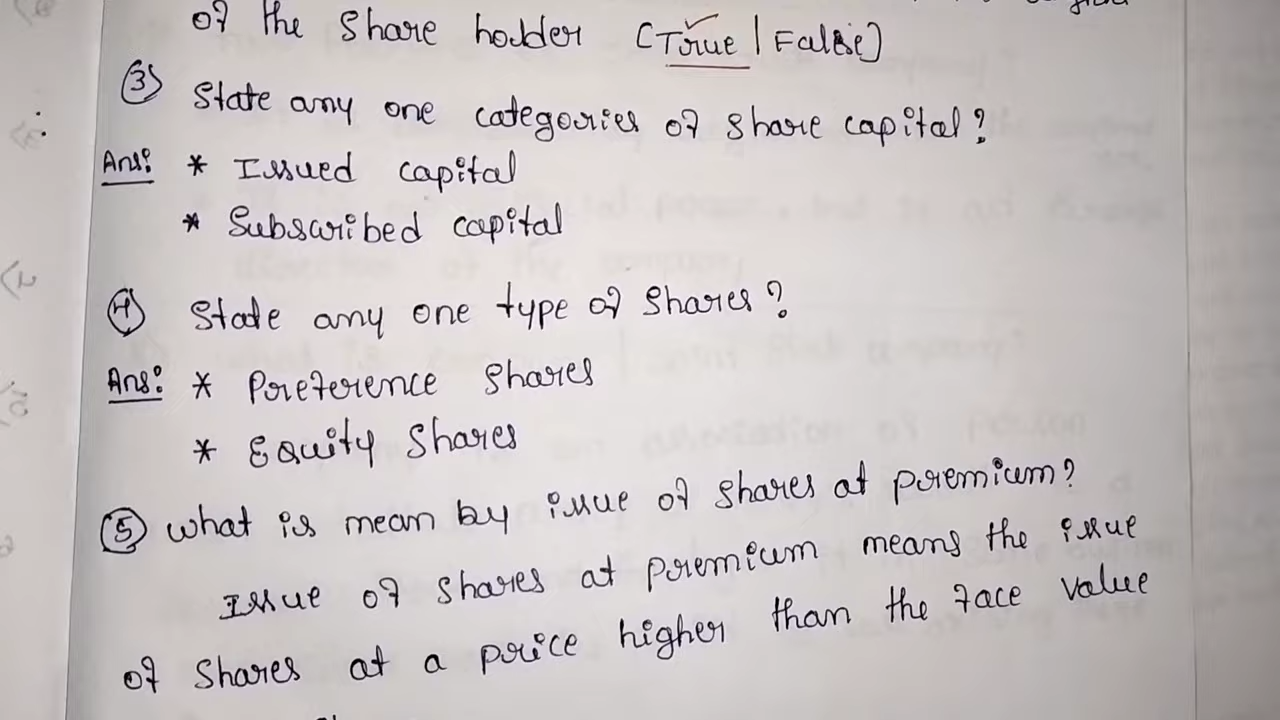 of the share holder (True | False)
③ State any one categories of share capital?
Ans: * Issued capital
* Subscribed capital
④ State any one type of shares?
Ans: * Preference shares
* Equity shares
⑤ what is mean by issue of shares at premium?
Issue of shares at premium means the issue
of shares at a price higher than the face value